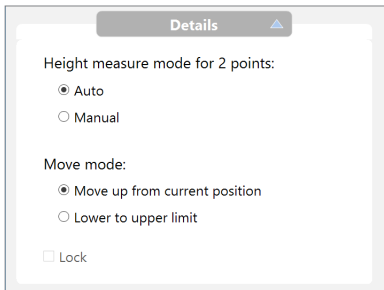 Details
Height measure mode for 2 points:
Auto
Manual
Move mode:
Move up from current position
Lower to upper limit
Lock